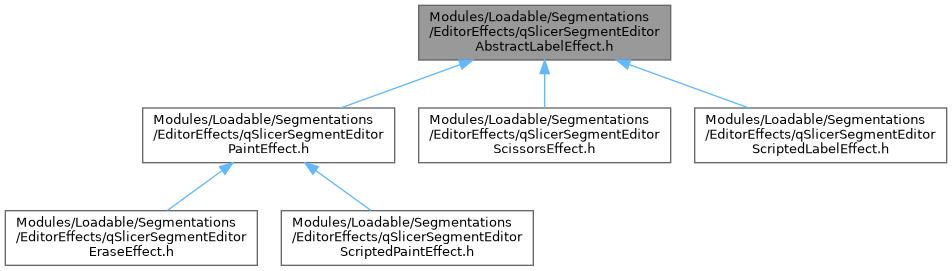 Modules/Loadable/Segmentations
/EditorEffects/qSlicerSegmentEditor
AbstractLabelEffect.h
Modules/Loadable/Segmentations
/EditorEffects/qSlicerSegmentEditor
PaintEffect.h
Modules/Loadable/Segmentations
/EditorEffects/qSlicerSegmentEditor
ScissorsEffect.h
Modules/Loadable/Segmentations
/EditorEffects/qSlicerSegmentEditor
ScriptedLabelEffect.h
Modules/Loadable/Segmentations
/EditorEffects/qSlicerSegmentEditor
EraseEffect.h
Modules/Loadable/Segmentations
/EditorEffects/qSlicerSegmentEditor
ScriptedPaintEffect.h